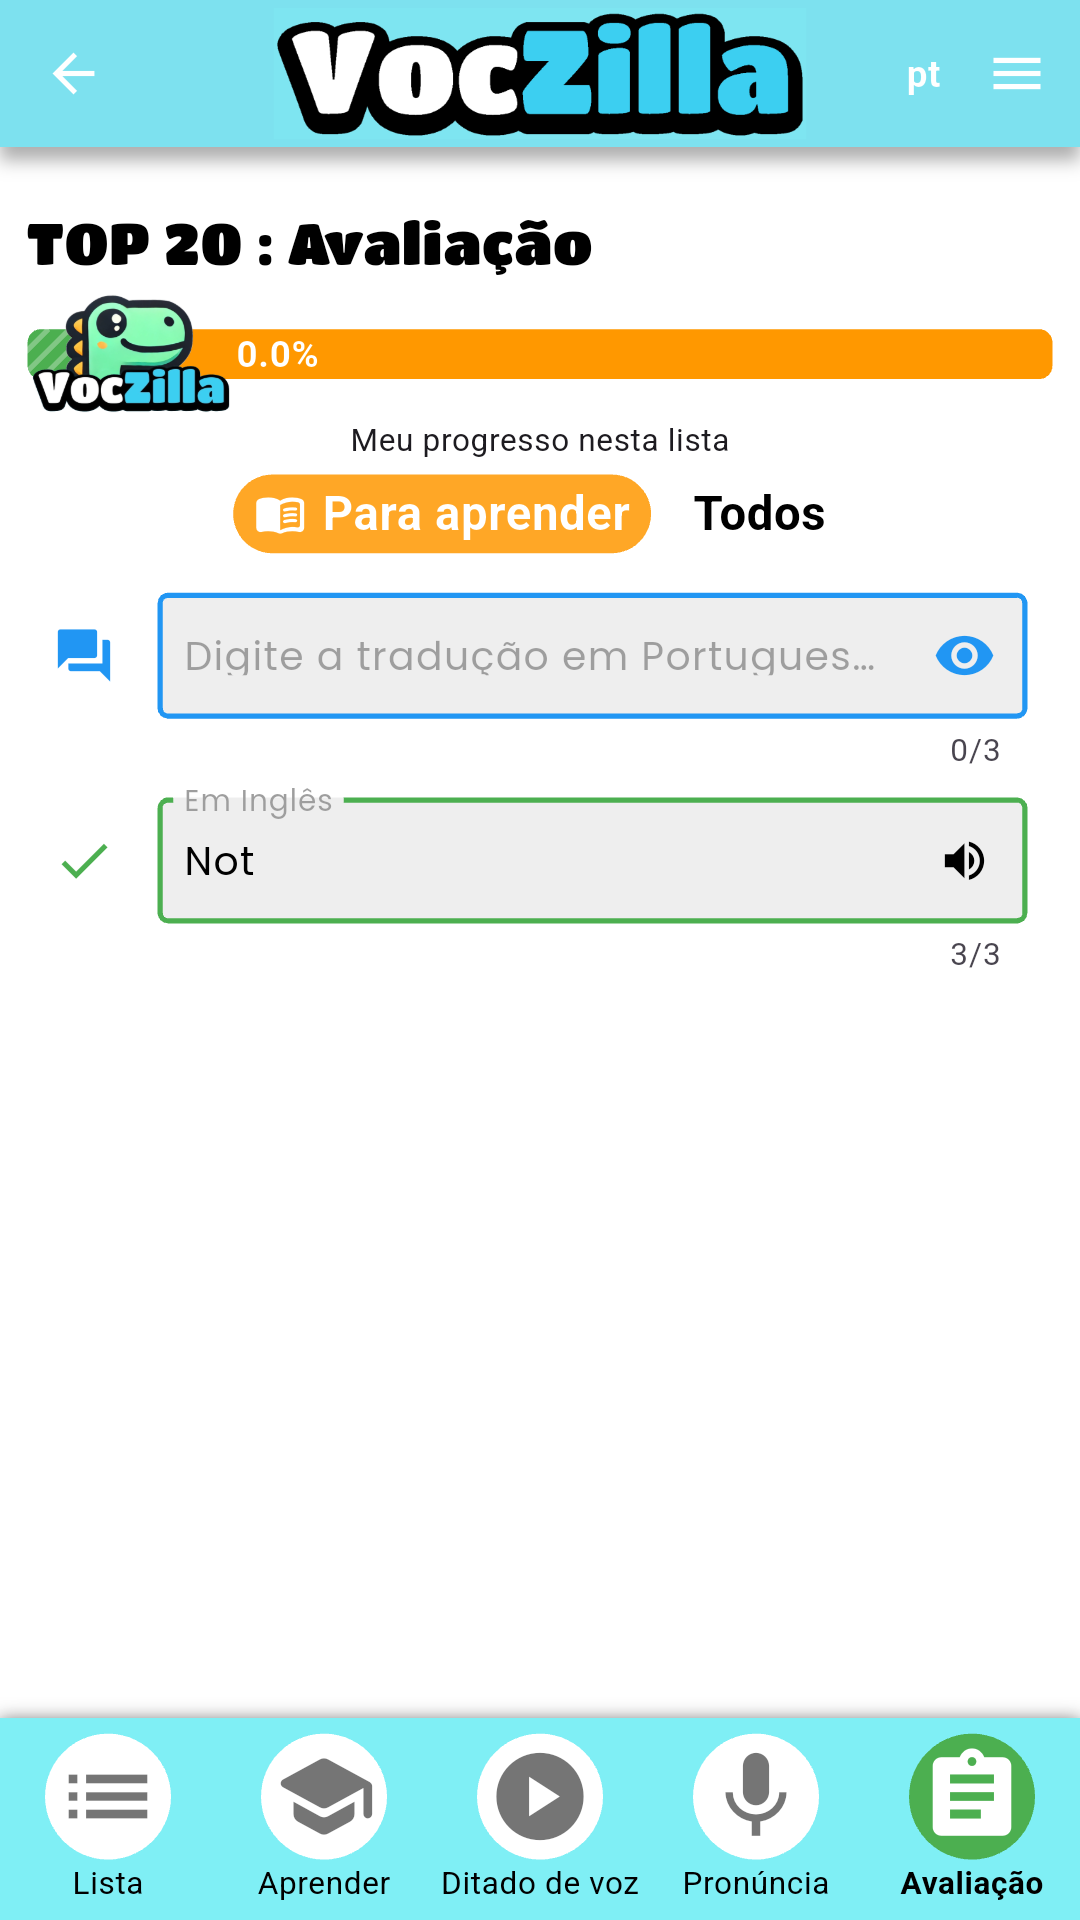 VocZilla
pt
TOP 20 : Avaliação
0.0%
VocZilla
Meu progresso nesta lista
Para aprender
Todos
Digite a tradução em Portugues...
0/3
Em Inglês
Not
3/3
Lista
Aprender
Ditado de voz
Pronúncia
Avaliação